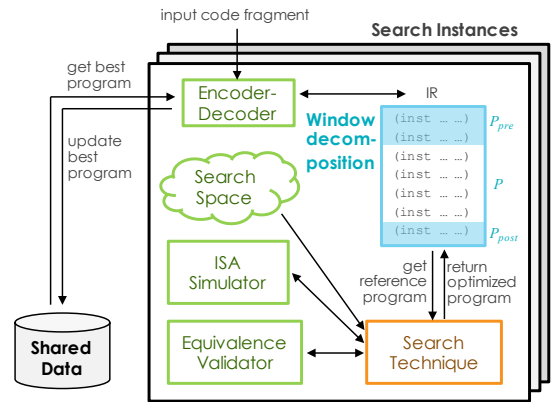 input code fragment
Search Instances
get best
program
Encoder-
Decoder
IR
Window
decom-
position
(inst … …)
(inst … …)
(inst … …)
(inst … …)
(inst … …)
(inst … …)
(inst … …)
P_pre
P
P_post
update
best
program
Search
Space
ISA
Simulator
get
reference
program
return
optimized
program
Equivalence
Validator
Search
Technique
Shared
Data